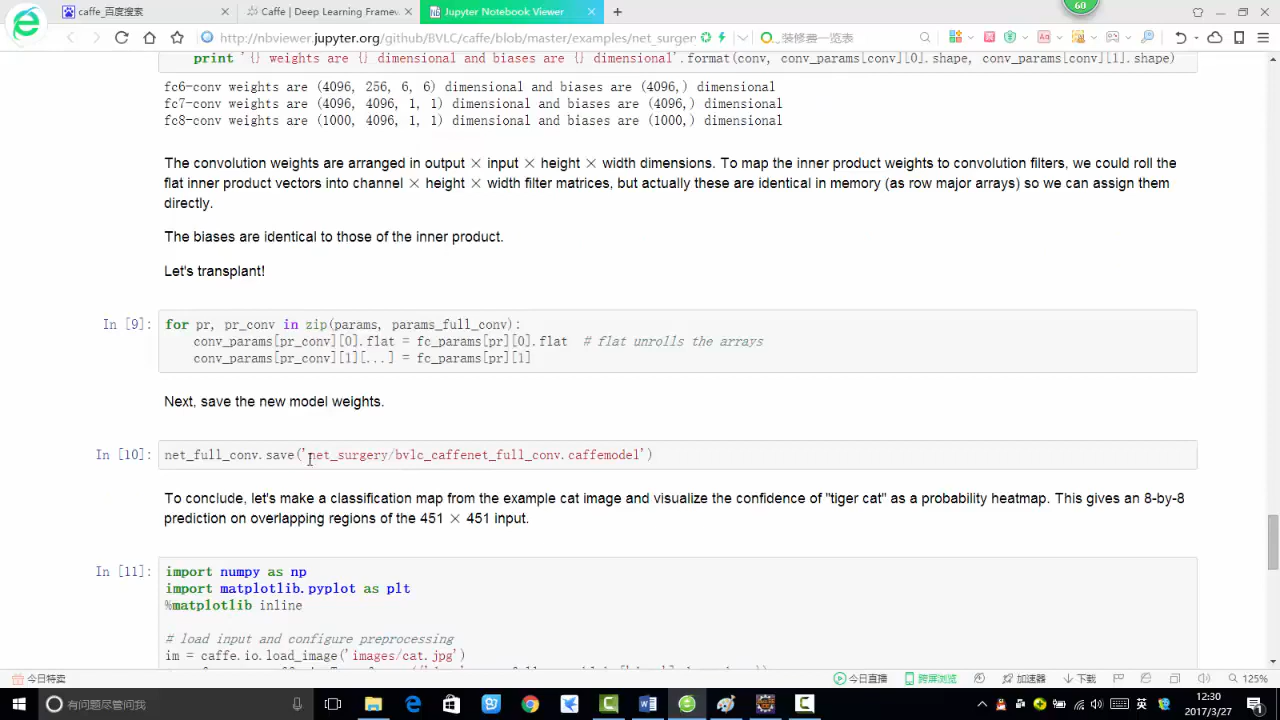 caffe_百度搜索
Caffe | Deep Learning Framew
Jupyter Notebook Viewer
60
http://nbviewer.jupyter.org/github/BVLC/caffe/blob/master/examples/net_surger
装修套一览表
print '{} weights are {} dimensional and biases are {} dimensional'.format(conv, conv_params[conv][0].shape, conv_params[conv][1].shape)
fc6-conv weights are (4096, 256, 6, 6) dimensional and biases are (4096,) dimensional
fc7-conv weights are (4096, 4096, 1, 1) dimensional and biases are (4096,) dimensional
fc8-conv weights are (1000, 4096, 1, 1) dimensional and biases are (1000,) dimensional
The convolution weights are arranged in output × input × height × width dimensions. To map the inner product weights to convolution filters, we could roll the
flat inner product vectors into channel × height × width filter matrices, but actually these are identical in memory (as row major arrays) so we can assign them
directly.
The biases are identical to those of the inner product.
Let's transplant!
In [9]:
for pr, pr_conv in zip(params, params_full_conv):
conv_params[pr_conv][0].flat = fc_params[pr][0].flat # flat unrolls the arrays
conv_params[pr_conv][1][...] = fc_params[pr][1]
Next, save the new model weights.
In [10]:
net_full_conv.save('net_surgery/bvlc_caffenet_full_conv.caffemodel')
To conclude, let's make a classification map from the example cat image and visualize the confidence of "tiger cat" as a probability heatmap. This gives an 8-by-8
prediction on overlapping regions of the 451 × 451 input.
In [11]:
import numpy as np
import matplotlib.pyplot as plt
%matplotlib inline
# load input and configure preprocessing
im = caffe.io.load_image('images/cat.jpg')
今日特卖
今日直播
跨屏浏览
加速器
下载
125%
有问题尽管问我
英
12:30
2017/3/27